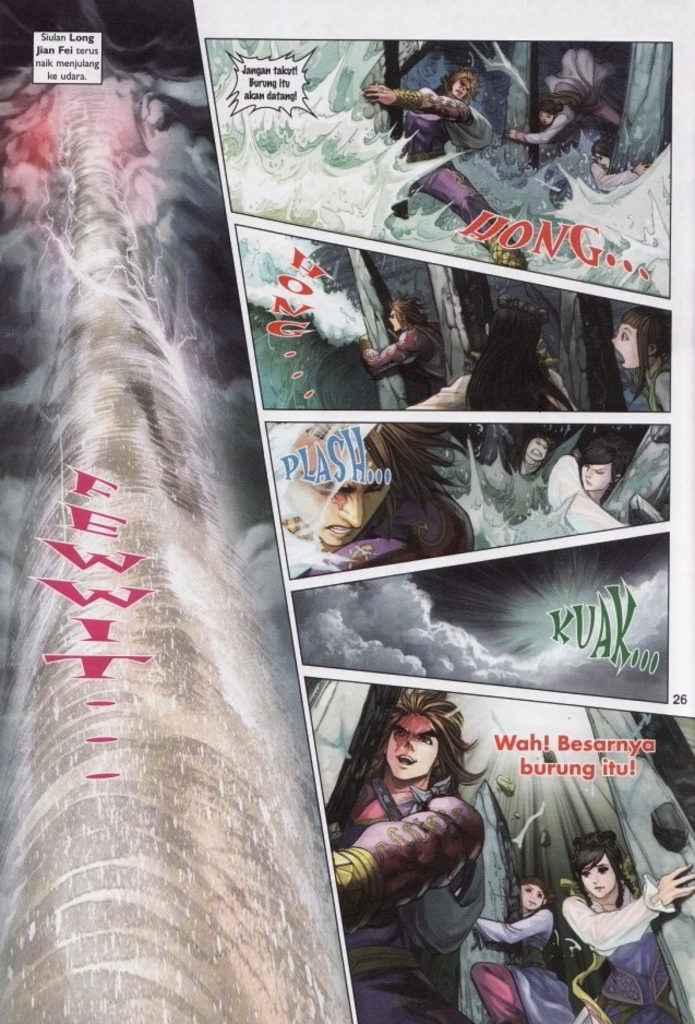 Siulan Long
Jian Fei terus
naik menjulang
ke udara.
FEWWIT...
Jangan takut!
Burung itu
akan datang!
HONG...
HONG...
PLASH...
KUAK...
26
Wah! Besarnya
burung itu!